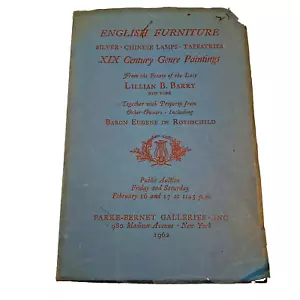 ENGLISH FURNITURE
SILVER · CHINESE LAMPS · TAPESTRIES
XIX Century Genre Paintings
From the Estate of the Late
LILLIAN B. BARRY
NEW YORK
Together with Property from
Other Owners · Including
BARON EUGENE DE ROTHSCHILD
Public Auction
Friday and Saturday
February 16 and 17 at 1:45 p.m.
PARKE-BERNET GALLERIES · INC
980 Madison Avenue · New York
1962